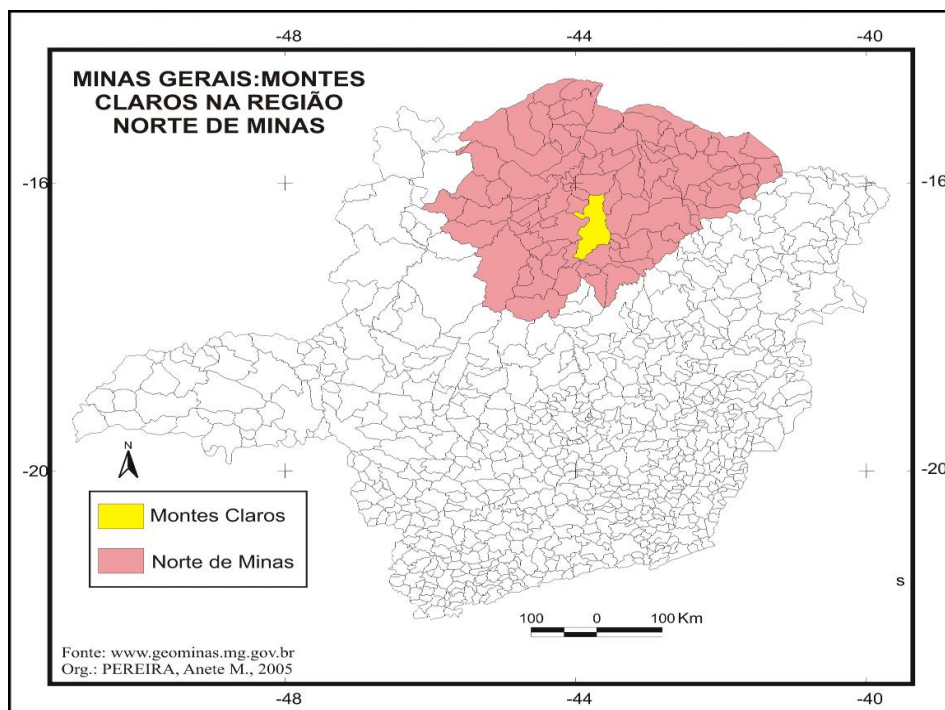 -48 -44 -40
MINAS GERAIS:MONTES
CLAROS NA REGIÃO
NORTE DE MINAS
-16 -16
-20 -20
N
Montes Claros
Norte de Minas
S
100 0 100 Km
Fonte: www.geominas.mg.gov.br
Org.: PEREIRA, Anete M., 2005
-48 -44 -40